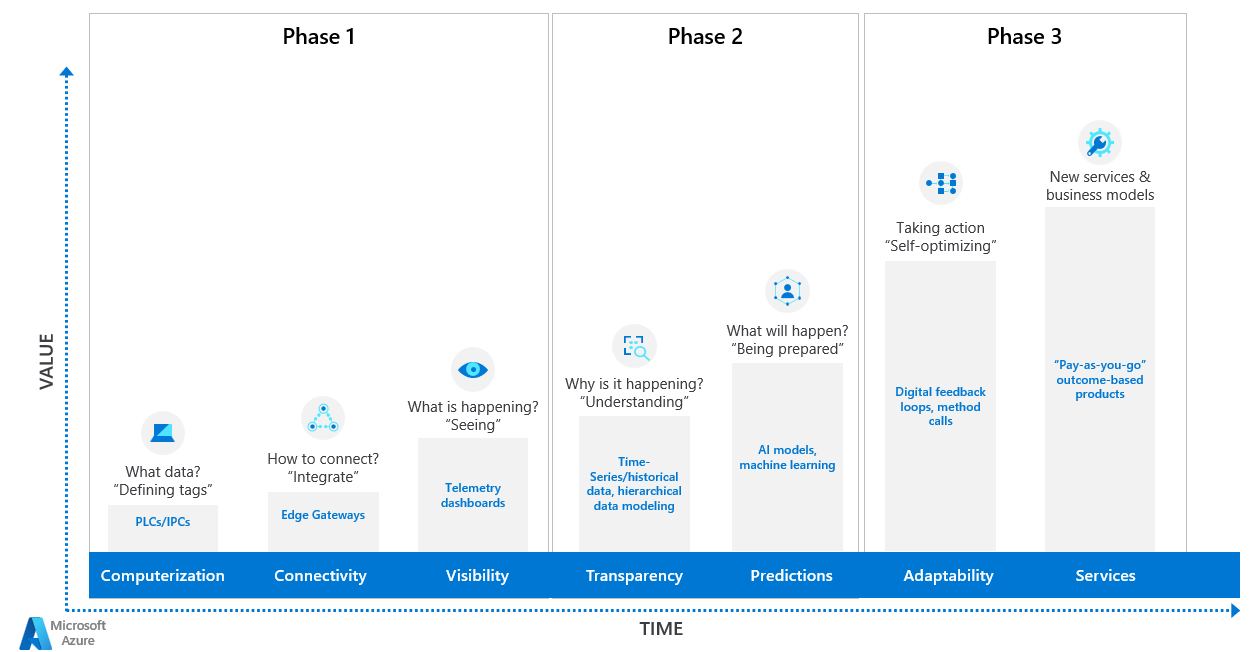 Phase 1
Phase 2
Phase 3
VALUE
What data?
“Defining tags”
PLCs/IPCs
Computerization
How to connect?
“Integrate”
Edge Gateways
Connectivity
What is happening?
“Seeing”
Telemetry
dashboards
Visibility
Why is it happening?
“Understanding”
Time-
Series/historical
data, hierarchical
data modeling
Transparency
What will happen?
“Being prepared”
AI models,
machine learning
Predictions
Taking action
“Self-optimizing”
Digital feedback
loops, method
calls
Adaptability
New services &
business models
“Pay-as-you-go”
outcome-based
products
Services
TIME
Microsoft
Azure